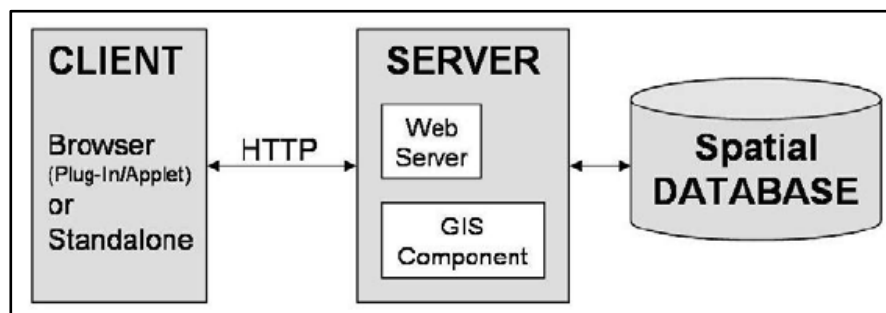 CLIENT
Browser
(Plug-In/Applet)
or
Standalone
HTTP
SERVER
Web
Server
GIS
Component
Spatial
DATABASE